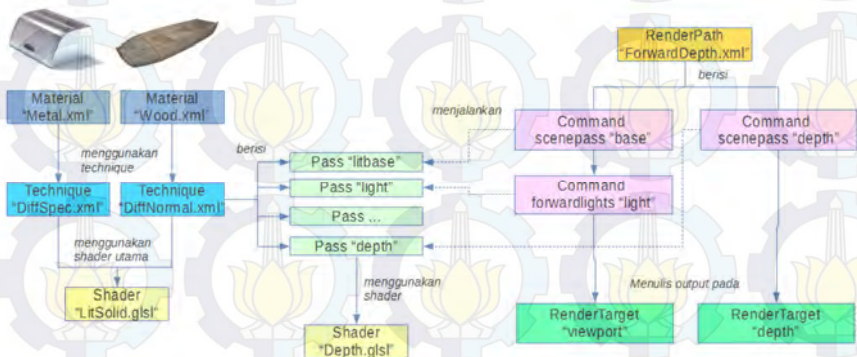 RenderPath
"ForwardDepth.xml"
berisi
Material
"Metal.xml"
Material
"Wood.xml"
menggunakan
technique
berisi
menjalankan
Command
scenepass "base"
Command
scenepass "depth"
Pass "litbase"
Pass "light"
Pass ...
Pass "depth"
Technique
"DiffSpec.xml"
Technique
"DiffNormal.xml"
Command
forwardlights "light"
menggunakan
shader utama
menggunakan
shader
Menulis output pada
Shader
"LitSolid.glsl"
Shader
"Depth.glsl"
RenderTarget
"viewport"
RenderTarget
"depth"